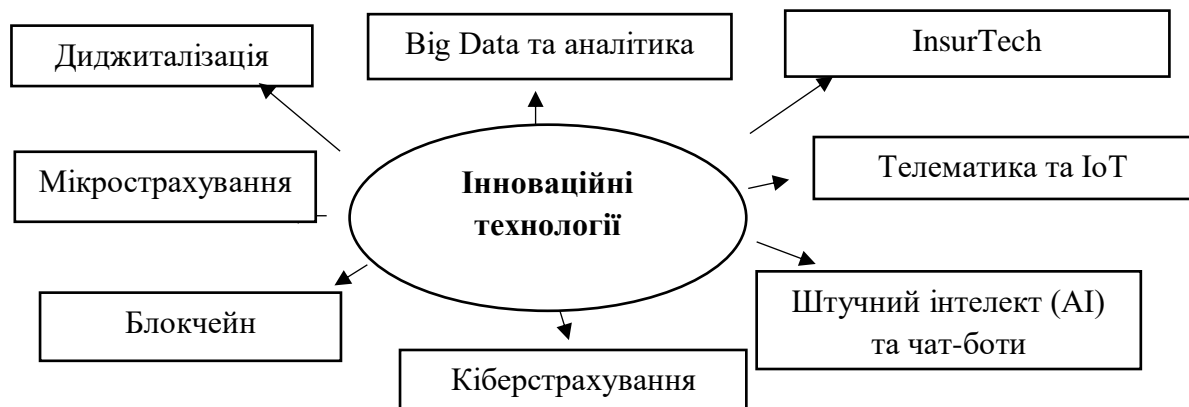 Диджиталізація
Big Data та аналітика
InsurTech
Мікрострахування
Інноваційні
технології
Телематика та IoT
Блокчейн
Кіберстрахування
Штучний інтелект (AI)
та чат-боти